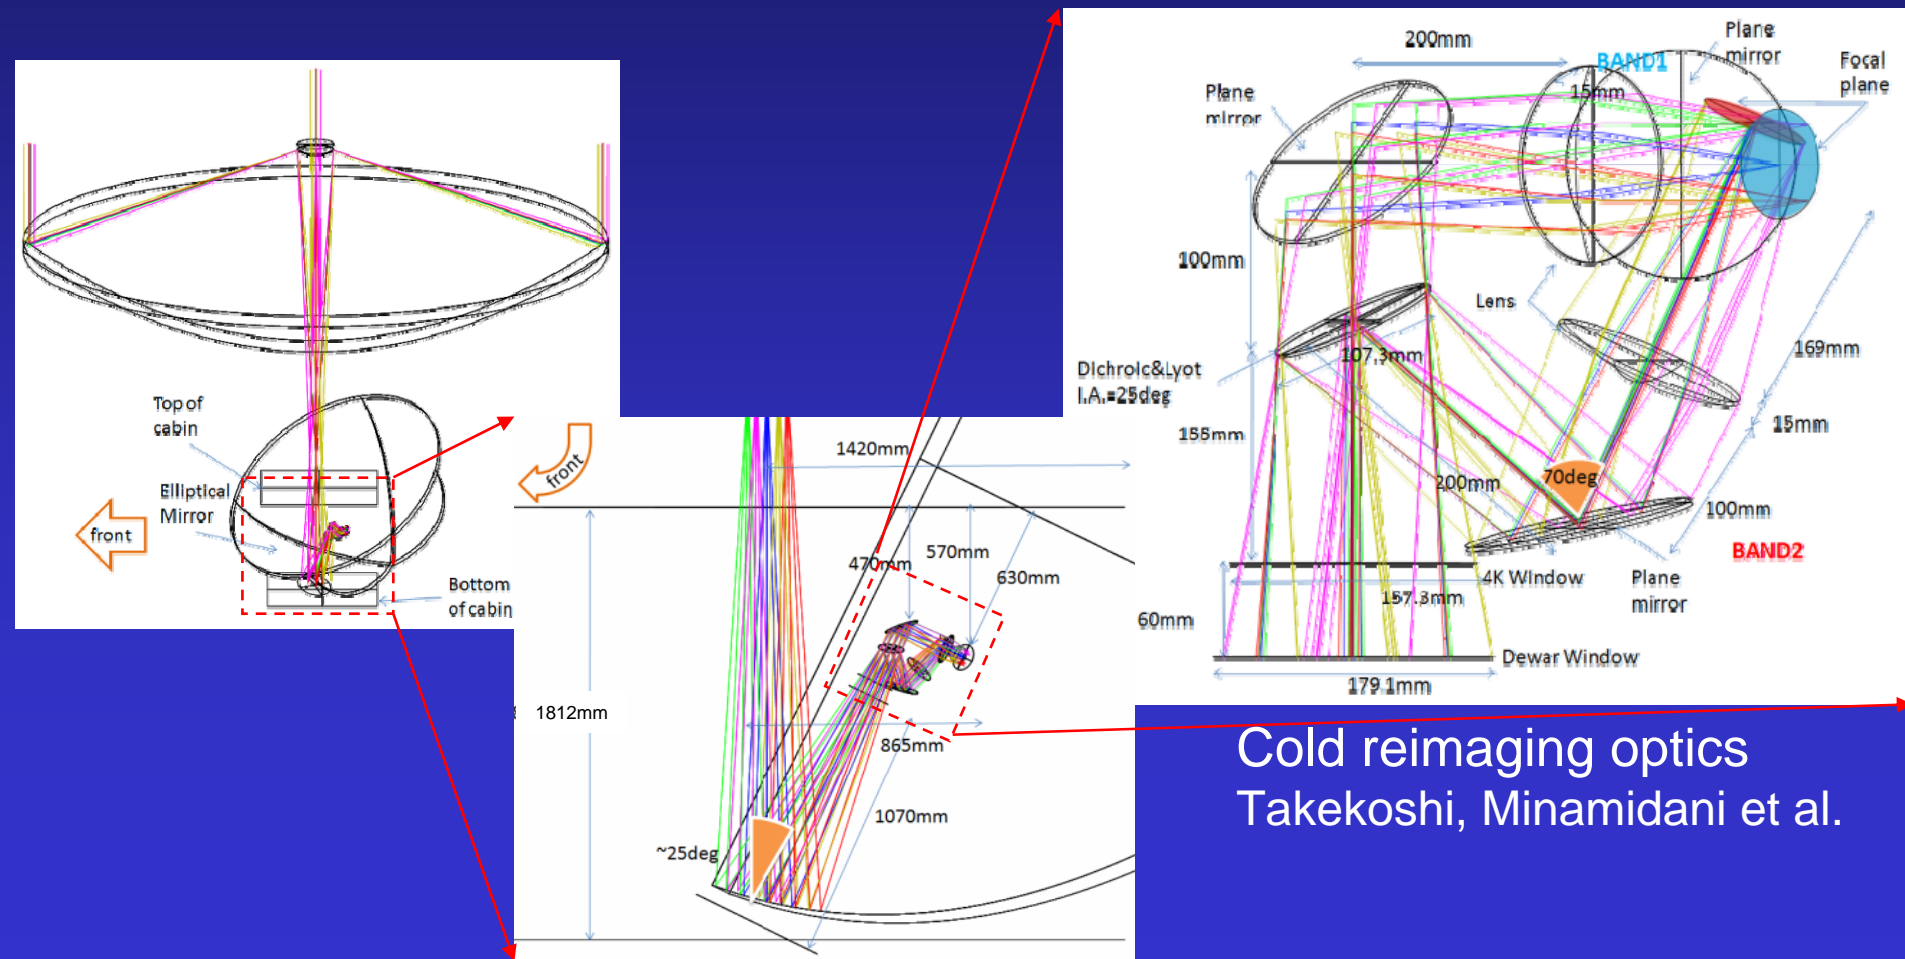 Top of
cabin
Elliptical
Mirror
front
Bottom
of cabin
front
1420mm
470mm
570mm
630mm
1812mm
865mm
1070mm
~25deg
200mm
BAND1
Plane
mirror
Focal
plane
15mm
Plane
mirror
100mm
Lens
107.3mm
Dichroic&Lyot
I.A.=25deg
169mm
155mm
15mm
200mm
70deg
100mm
BAND2
4K Window
Plane
mirror
157.3mm
60mm
Dewar Window
179.1mm
Cold reimaging optics
Takekoshi, Minamidani et al.